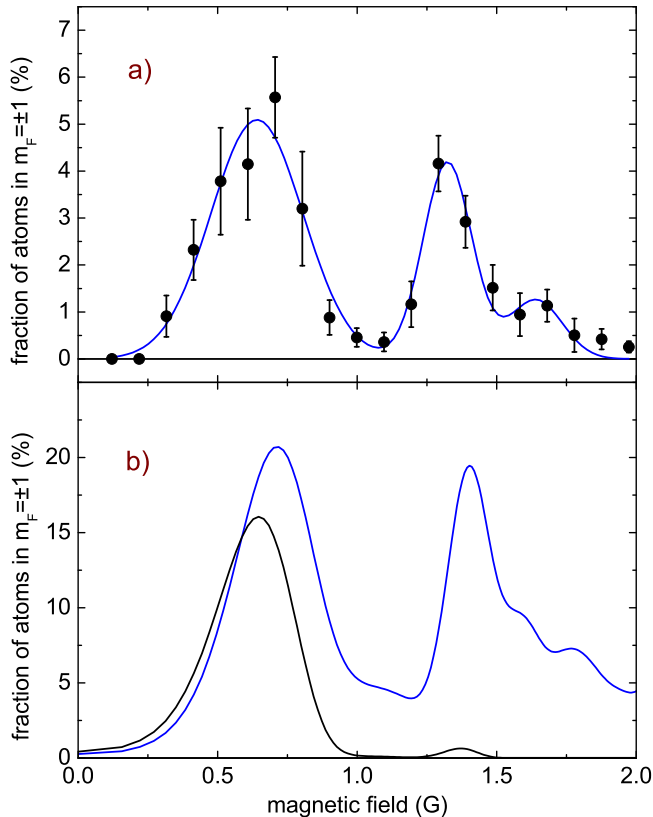 7
6
5
4
3
2
1
0
fraction of atoms in m_F=±1 (%)
a)
20
15
10
5
0
fraction of atoms in m_F=±1 (%)
b)
0.0 0.5 1.0 1.5 2.0
magnetic field (G)